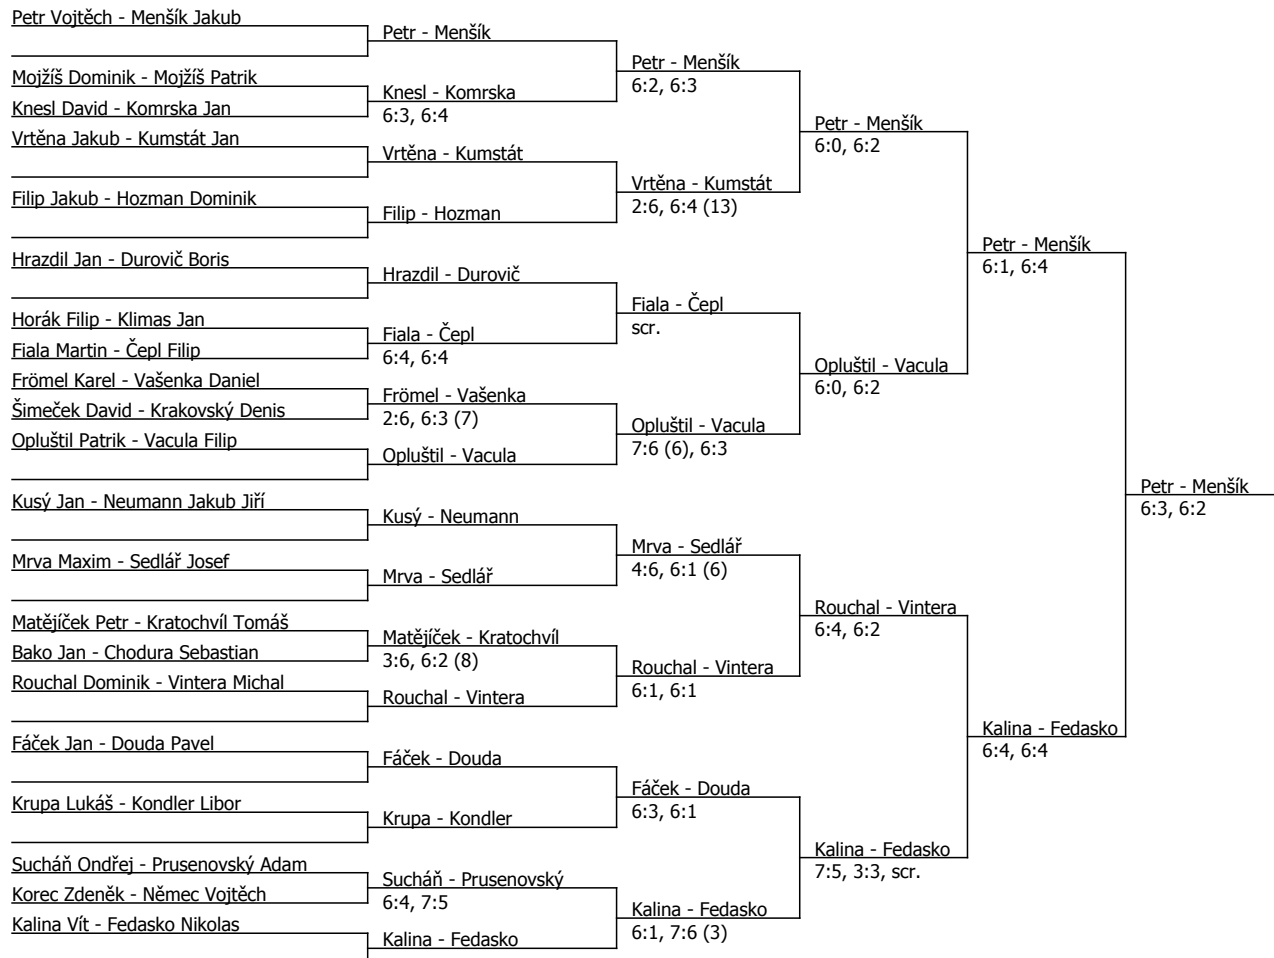 Petr Vojtěch - Menšík Jakub
Mojžíš Dominik - Mojžíš Patrik
Knesl David - Komrska Jan
Vrtěna Jakub - Kumstát Jan
Filip Jakub - Hozman Dominik
Hrazdil Jan - Durovič Boris
Horák Filip - Klimas Jan
Fiala Martin - Čepl Filip
Frömel Karel - Vašenka Daniel
Šimeček David - Krakovský Denis
Opluštil Patrik - Vacula Filip
Kusý Jan - Neumann Jakub Jiří
Mrva Maxim - Sedlář Josef
Matějíček Petr - Kratochvíl Tomáš
Bako Jan - Chodura Sebastian
Rouchal Dominik - Vintera Michal
Fáček Jan - Douda Pavel
Krupa Lukáš - Kondler Libor
Sucháň Ondřej - Prusenovský Adam
Korec Zdeněk - Němec Vojtěch
Kalina Vít - Fedasko Nikolas
Petr - Menšík
Knesl - Komrska
6:3, 6:4
Vrtěna - Kumstát
Filip - Hozman
Hrazdil - Durovič
Fiala - Čepl
6:4, 6:4
Frömel - Vašenka
2:6, 6:3 (7)
Opluštil - Vacula
Kusý - Neumann
Mrva - Sedlář
Matějíček - Kratochvíl
3:6, 6:2 (8)
Rouchal - Vintera
Fáček - Douda
Krupa - Kondler
Sucháň - Prusenovský
6:4, 7:5
Kalina - Fedasko
Petr - Menšík
6:2, 6:3
Vrtěna - Kumstát
2:6, 6:4 (13)
Fiala - Čepl
scr.
Opluštil - Vacula
7:6 (6), 6:3
Mrva - Sedlář
4:6, 6:1 (6)
Rouchal - Vintera
6:1, 6:1
Fáček - Douda
6:3, 6:1
Kalina - Fedasko
6:1, 7:6 (3)
Petr - Menšík
6:0, 6:2
Opluštil - Vacula
6:0, 6:2
Rouchal - Vintera
6:4, 6:2
Kalina - Fedasko
7:5, 3:3, scr.
Petr - Menšík
6:1, 6:4
Kalina - Fedasko
6:4, 6:4
Petr - Menšík
6:3, 6:2